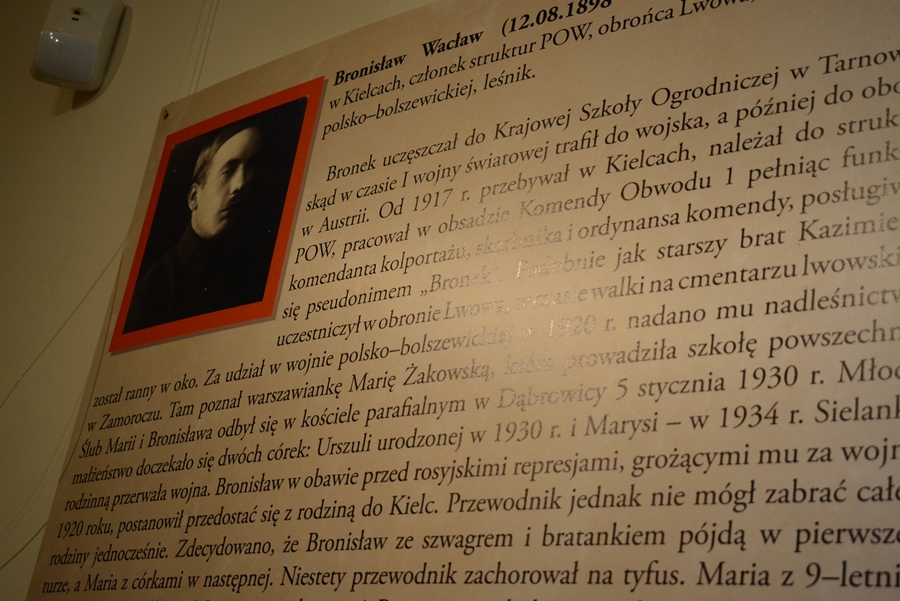 Bronisław Wacław (12.08.1898
w Kielcach, członek struktur POW, obrońca Lwowa,
polsko–bolszewickiej, leśnik.
Bronek uczęszczał do Krajowej Szkoły Ogrodniczej w Tarnow
skąd w czasie I wojny światowej trafił do wojska, a później do obo
w Austrii. Od 1917 r. przebywał w Kielcach, należał do struk
POW, pracował w obsadzie Komendy Obwodu 1 pełniąc funk
komendanta kolportażu, skarbnika i ordynansa komendy, posługiw
się pseudonimem „Bronek”. Podobnie jak starszy brat Kazimie
uczestniczył w obronie Lwowa, w czasie walki na cmentarzu lwowski
został ranny w oko. Za udział w wojnie polsko–bolszewickiej w 1920 r. nadano mu nadleśnictw
w Zamoroczu. Tam poznał warszawiankę Marię Żakowską, która prowadziła szkołę powszechn
Ślub Marii i Bronisława odbył się w kościele parafialnym w Dąbrowicy 5 stycznia 1930 r. Młod
małżeństwo doczekało się dwóch córek: Urszuli urodzonej w 1930 r. i Marysi – w 1934 r. Sielank
rodzinną przerwała wojna. Bronisław w obawie przed rosyjskimi represjami, grożącymi mu za wojn
1920 roku, postanowił przedostać się z rodziną do Kielc. Przewodnik jednak nie mógł zabrać całe
rodziny jednocześnie. Zdecydowano, że Bronisław ze szwagrem i bratankiem pójdą w pierwsze
turze, a Maria z córkami w następnej. Niestety przewodnik zachorował na tyfus. Maria z 9–letni